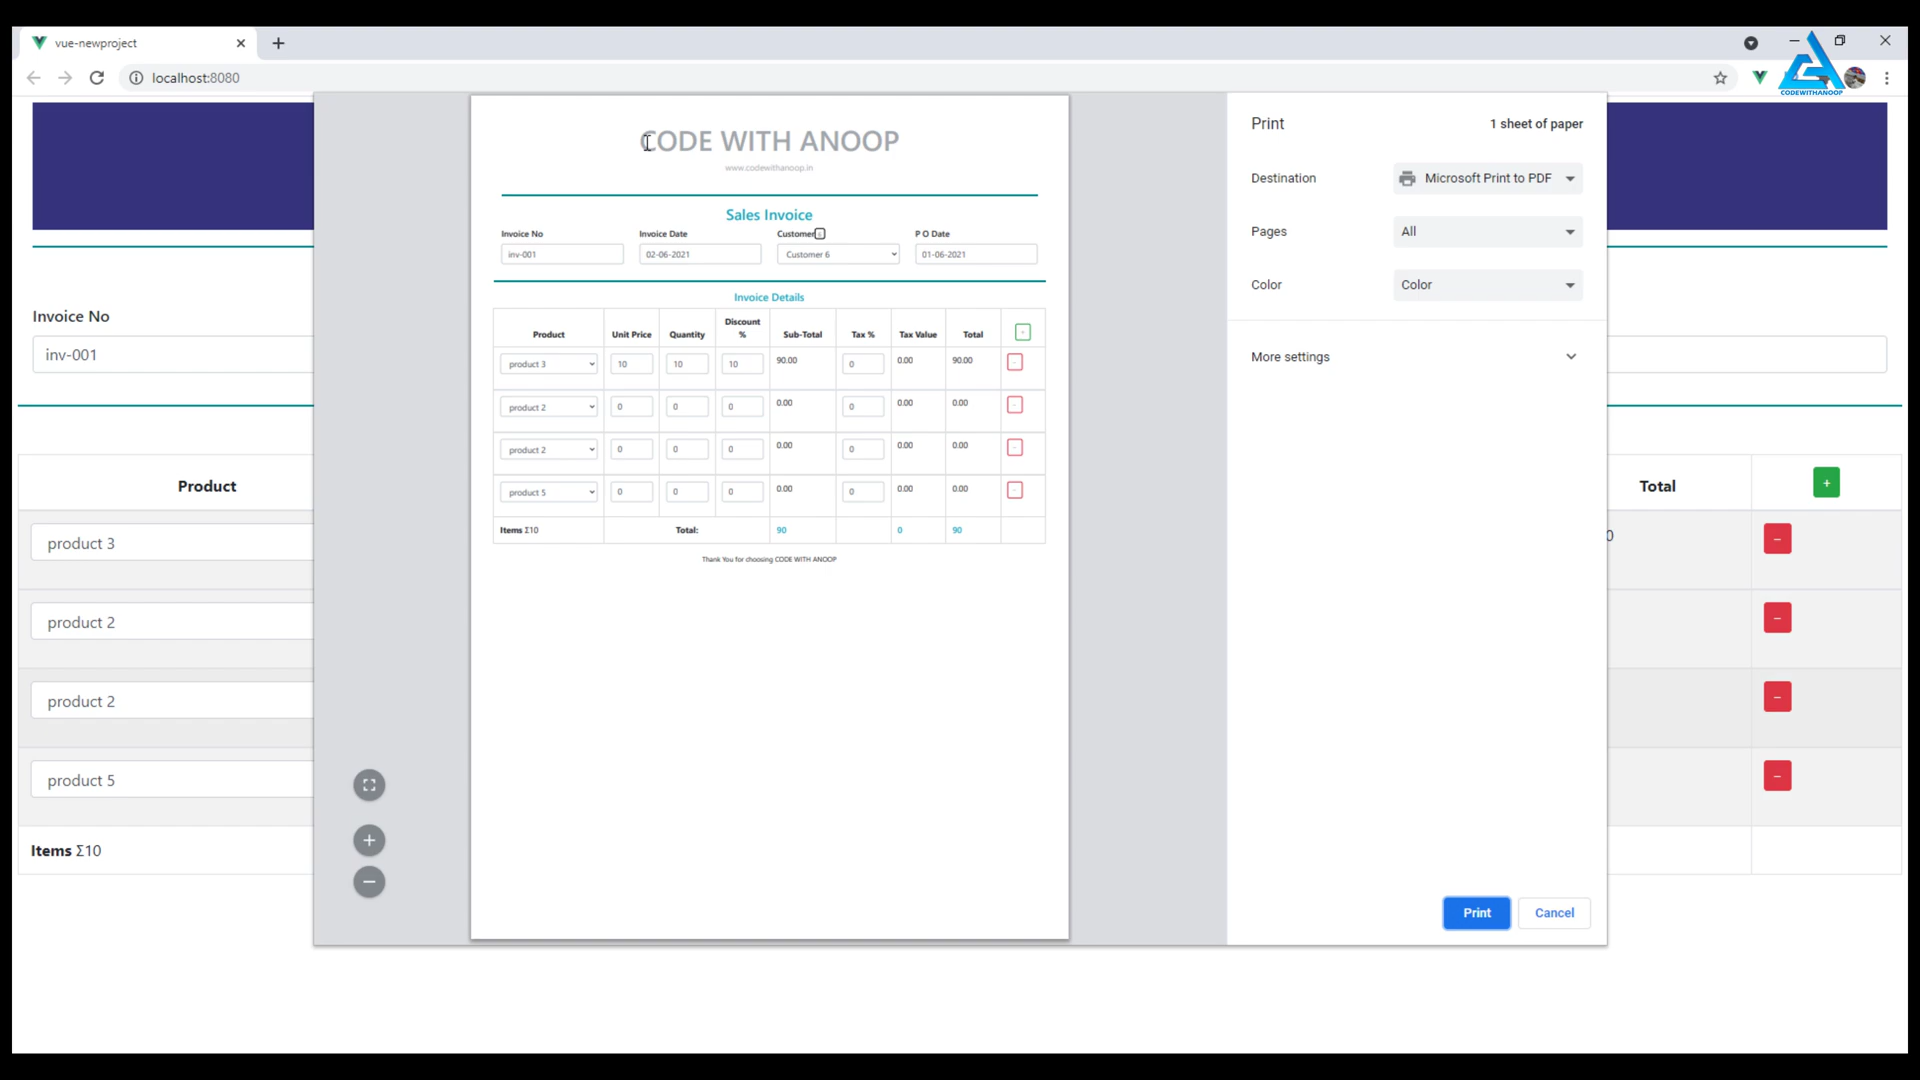 vue-newproject
localhost:8080
CODEWITHANOOP
CODE WITH ANOOP
www.codewithanoop.in
Sales Invoice
Invoice No Invoice Date Customer P O Date
inv-001 02-06-2021 Customer 6 01-06-2021
Invoice Details
Product Unit Price Quantity Discount % Sub-Total Tax % Tax Value Total
product 3 10 10 10 90.00 0 0.00 90.00
product 2 0 0 0 0.00 0 0.00 0.00
product 2 0 0 0 0.00 0 0.00 0.00
product 5 0 0 0 0.00 0 0.00 0.00
Items Σ10 Total: 90 0 90
Thank You for choosing CODE WITH ANOOP
Print 1 sheet of paper
Destination Microsoft Print to PDF
Pages All
Color Color
More settings
Print Cancel
Invoice No
inv-001
Product Total +
product 3 0 –
product 2 –
product 2 –
product 5 –
Items Σ10